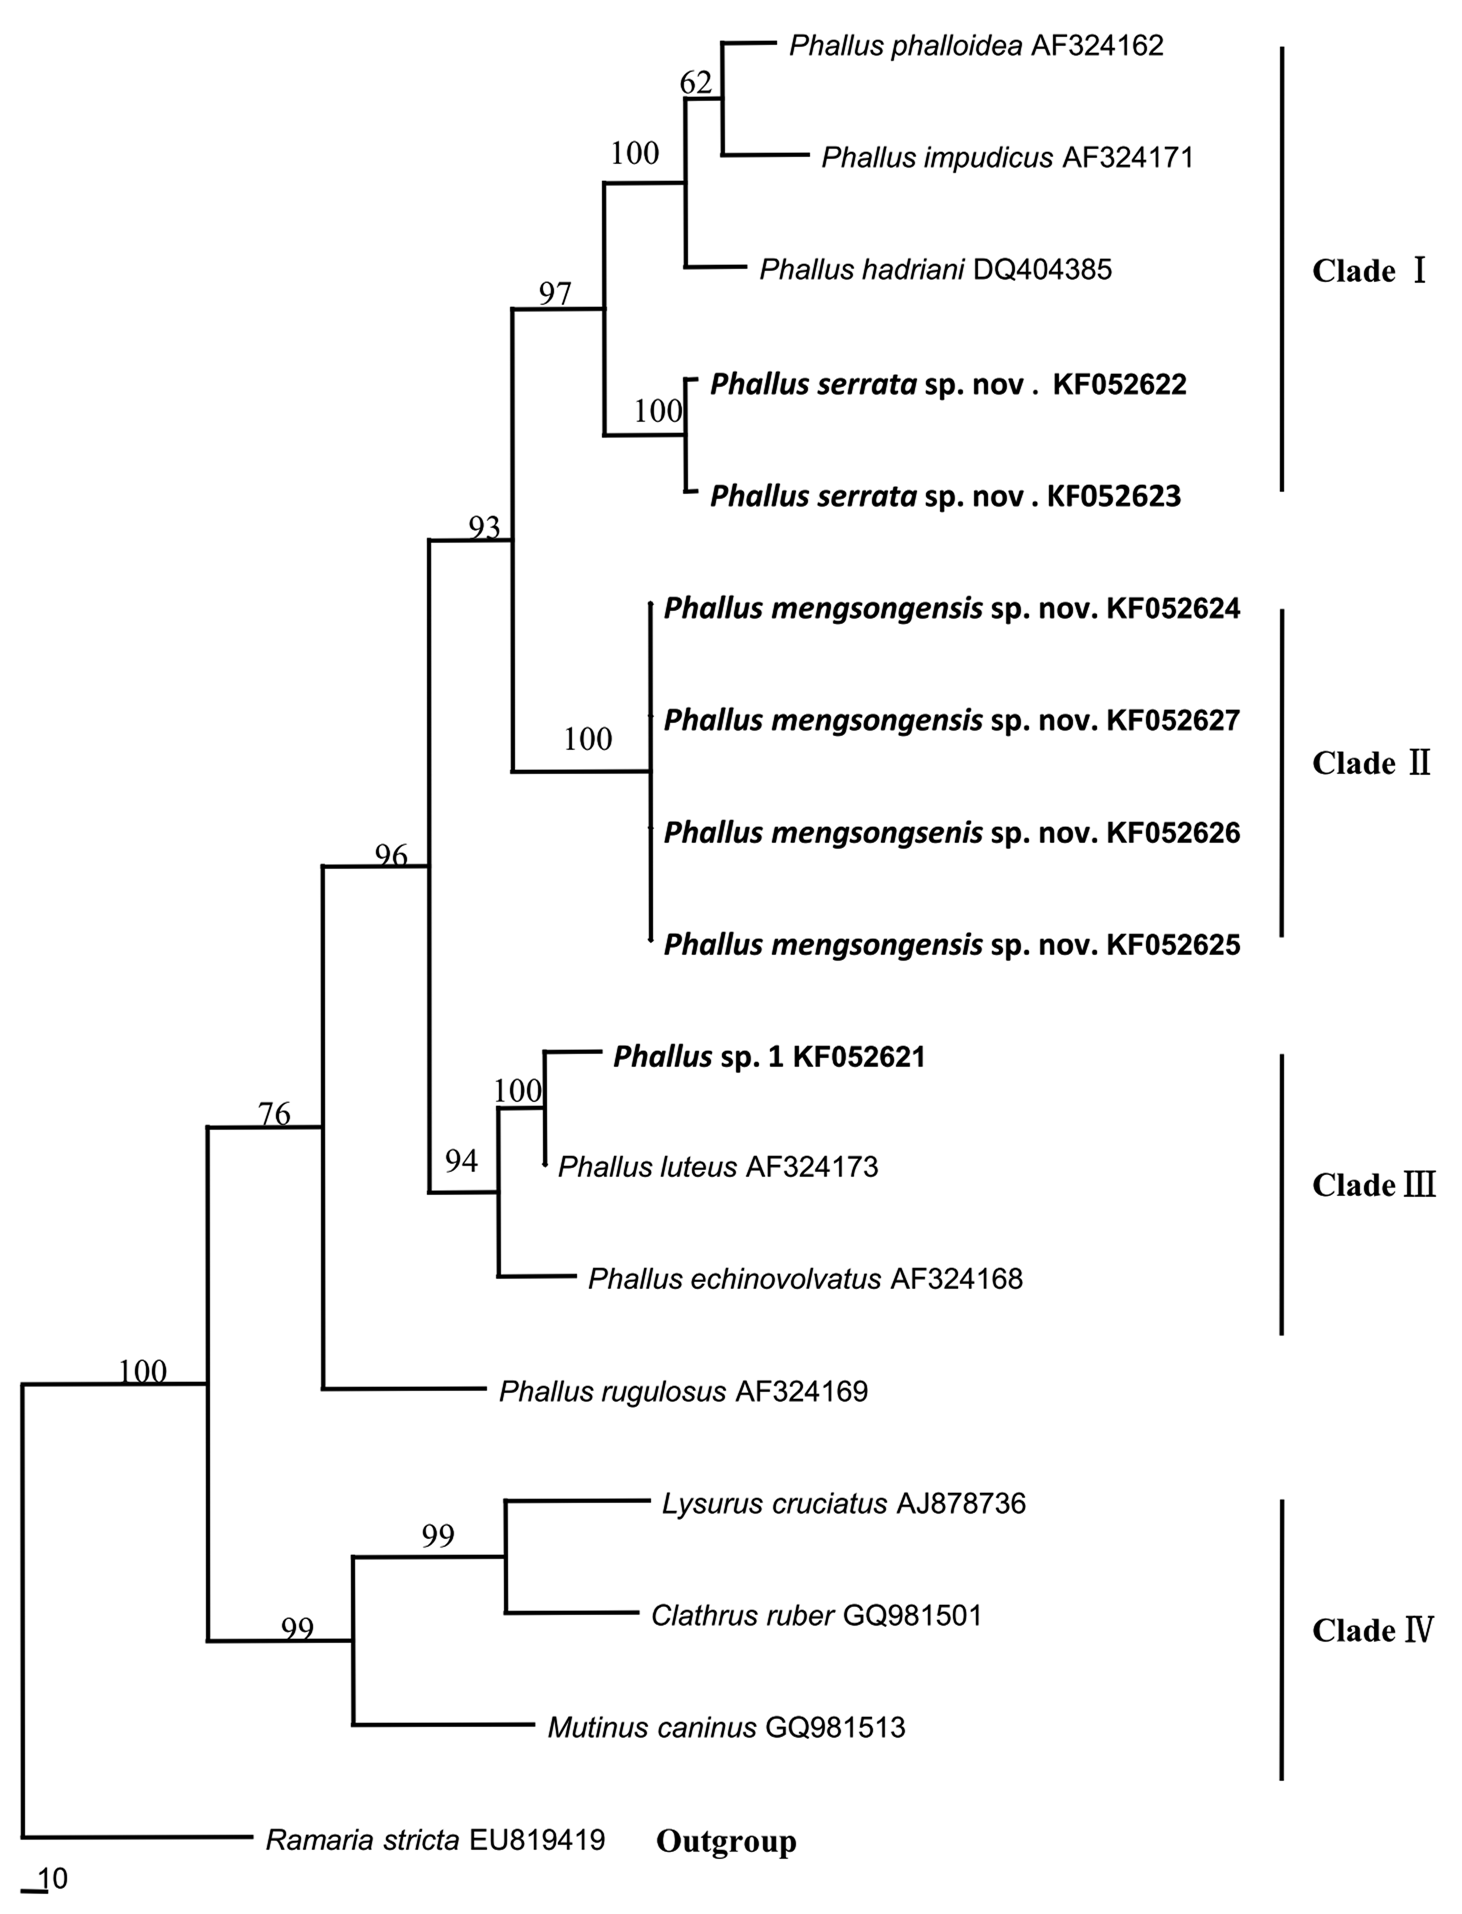 Phallus phalloidea AF324162
62
100
Phallus impudicus AF324171
Phallus hadriani DQ404385
Clade Ⅰ
97
Phallus serrata sp. nov . KF052622
100
Phallus serrata sp. nov . KF052623
93
Phallus mengsongensis sp. nov. KF052624
Phallus mengsongensis sp. nov. KF052627
100
Clade Ⅱ
Phallus mengsongsenis sp. nov. KF052626
96
Phallus mengsongensis sp. nov. KF052625
Phallus sp. 1 KF052621
100
76
94
Phallus luteus AF324173
Clade Ⅲ
Phallus echinovolvatus AF324168
100
Phallus rugulosus AF324169
Lysurus cruciatus AJ878736
99
Clathrus ruber GQ981501
99
Clade Ⅳ
Mutinus caninus GQ981513
Ramaria stricta EU819419 Outgroup
10